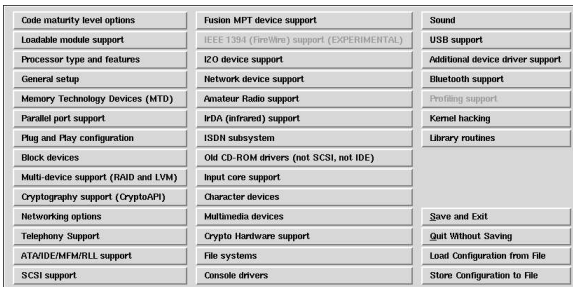 Code maturity level options
Loadable module support
Processor type and features
General setup
Memory Technology Devices (MTD)
Parallel port support
Plug and Play configuration
Block devices
Multi-device support (RAID and LVM)
Cryptography support (CryptoAPI)
Networking options
Telephony Support
ATA/IDE/MFM/RLL support
SCSI support
Fusion MPT device support
IEEE 1394 (FireWire) support (EXPERIMENTAL)
I2O device support
Network device support
Amateur Radio support
IrDA (infrared) support
ISDN subsystem
Old CD-ROM drivers (not SCSI, not IDE)
Input core support
Character devices
Multimedia devices
Crypto Hardware support
File systems
Console drivers
Sound
USB support
Additional device driver support
Bluetooth support
Profiling support
Kernel hacking
Library routines
Save and Exit
Quit Without Saving
Load Configuration from File
Store Configuration to File